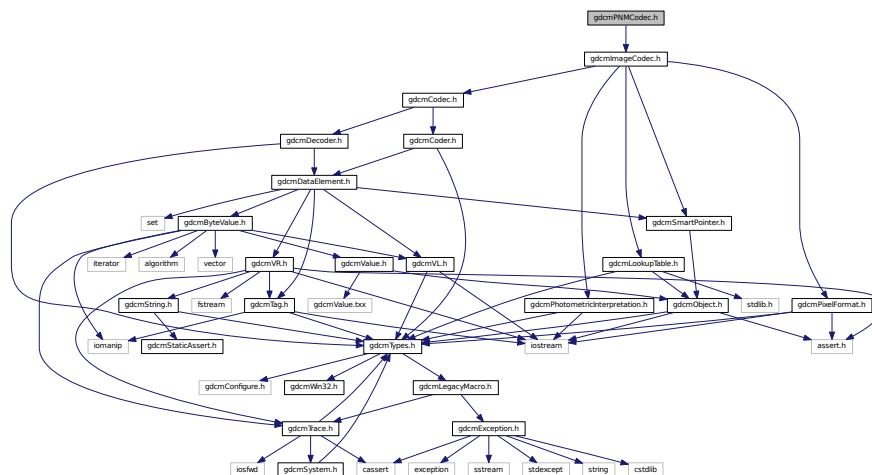 gdcmPNMCodec.h
gdcmImageCodec.h
gdcmCodec.h
gdcmDecoder.h
gdcmCoder.h
gdcmDataElement.h
set
gdcmByteValue.h
gdcmSmartPointer.h
iterator
algorithm
vector
gdcmVR.h
gdcmValue.h
gdcmVL.h
gdcmLookupTable.h
gdcmString.h
fstream
gdcmTag.h
gdcmValue.txx
gdcmPhotometricInterpretation.h
gdcmObject.h
stdlib.h
gdcmPixelFormat.h
iomanip
gdcmStaticAssert.h
gdcmTypes.h
iostream
assert.h
gdcmConfigure.h
gdcmWin32.h
gdcmLegacyMacro.h
gdcmTrace.h
gdcmException.h
iosfwd
gdcmSystem.h
cassert
exception
sstream
stdexcept
string
cstdlib